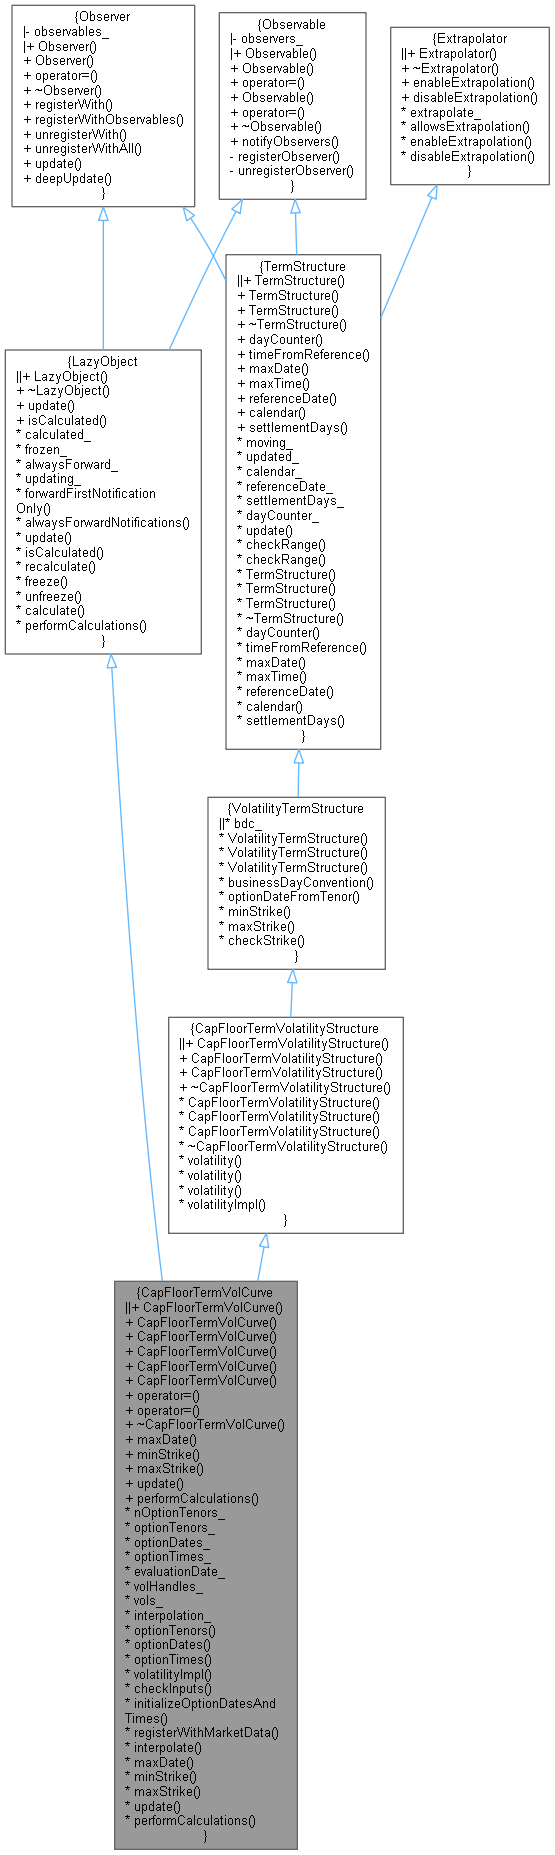 {Observer
|- observables_
|+ Observer()
+ Observer()
+ operator=()
+ ~Observer()
+ registerWith()
+ registerWithObservables()
+ unregisterWith()
+ unregisterWithAll()
+ update()
+ deepUpdate()
}
{Observable
|- observers_
|+ Observable()
+ Observable()
+ operator=()
+ Observable()
+ operator=()
+ ~Observable()
+ notifyObservers()
- registerObserver()
- unregisterObserver()
}
{Extrapolator
||+ Extrapolator()
+ ~Extrapolator()
+ enableExtrapolation()
+ disableExtrapolation()
* extrapolate_
* allowsExtrapolation()
* enableExtrapolation()
* disableExtrapolation()
}
{TermStructure
||+ TermStructure()
+ TermStructure()
+ TermStructure()
+ ~TermStructure()
+ dayCounter()
+ timeFromReference()
+ maxDate()
+ maxTime()
+ referenceDate()
+ calendar()
+ settlementDays()
* moving_
* updated_
* calendar_
* referenceDate_
* settlementDays_
* dayCounter_
* update()
* checkRange()
* checkRange()
* TermStructure()
* TermStructure()
* TermStructure()
* ~TermStructure()
* dayCounter()
* timeFromReference()
* maxDate()
* maxTime()
* referenceDate()
* calendar()
* settlementDays()
}
{LazyObject
||+ LazyObject()
+ ~LazyObject()
+ update()
+ isCalculated()
* calculated_
* frozen_
* alwaysForward_
* updating_
* forwardFirstNotification
Only()
* alwaysForwardNotifications()
* update()
* isCalculated()
* recalculate()
* freeze()
* unfreeze()
* calculate()
* performCalculations()
}
{VolatilityTermStructure
||* bdc_
* VolatilityTermStructure()
* VolatilityTermStructure()
* VolatilityTermStructure()
* businessDayConvention()
* optionDateFromTenor()
* minStrike()
* maxStrike()
* checkStrike()
}
{CapFloorTermVolatilityStructure
||+ CapFloorTermVolatilityStructure()
+ CapFloorTermVolatilityStructure()
+ CapFloorTermVolatilityStructure()
+ ~CapFloorTermVolatilityStructure()
* CapFloorTermVolatilityStructure()
* CapFloorTermVolatilityStructure()
* CapFloorTermVolatilityStructure()
* ~CapFloorTermVolatilityStructure()
* volatility()
* volatility()
* volatility()
* volatilityImpl()
}
{CapFloorTermVolCurve
||+ CapFloorTermVolCurve()
+ CapFloorTermVolCurve()
+ CapFloorTermVolCurve()
+ CapFloorTermVolCurve()
+ CapFloorTermVolCurve()
+ CapFloorTermVolCurve()
+ operator=()
+ operator=()
+ ~CapFloorTermVolCurve()
+ maxDate()
+ minStrike()
+ maxStrike()
+ update()
+ performCalculations()
* nOptionTenors_
* optionTenors_
* optionDates_
* optionTimes_
* evaluationDate_
* volHandles_
* vols_
* interpolation_
* optionTenors()
* optionDates()
* optionTimes()
* volatilityImpl()
* checkInputs()
* initializeOptionDatesAnd
Times()
* registerWithMarketData()
* interpolate()
* maxDate()
* minStrike()
* maxStrike()
* update()
* performCalculations()
}